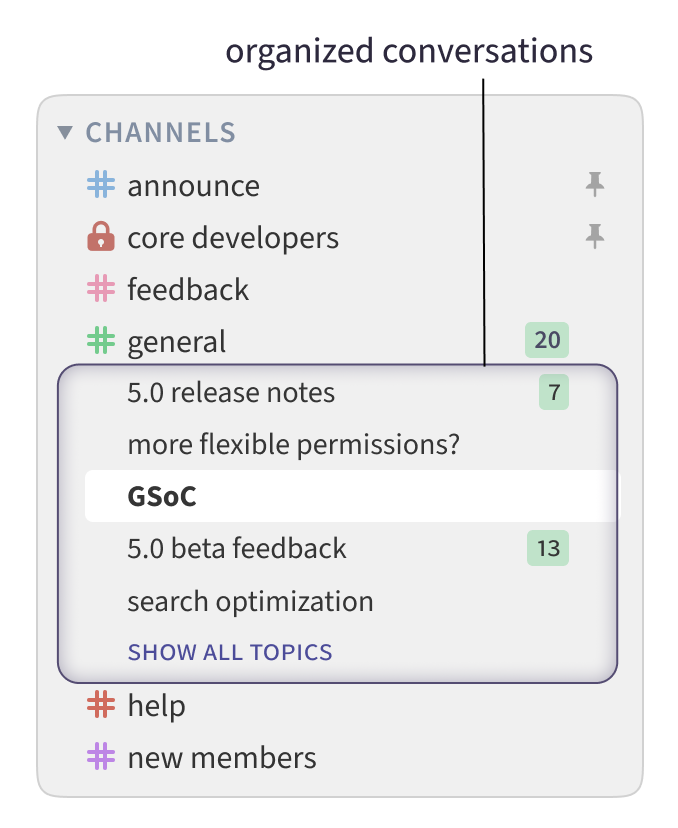 organized conversations
CHANNELS
announce
core developers
feedback
general 20
5.0 release notes 7
more flexible permissions?
GSoC
5.0 beta feedback 13
search optimization
SHOW ALL TOPICS
help
new members